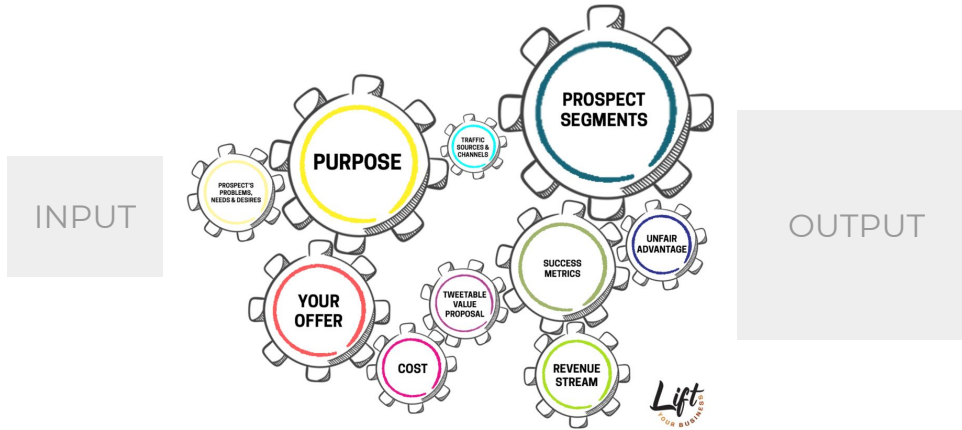 INPUT
PROSPECT'S
PROBLEMS,
NEEDS & DESIRES
PURPOSE
TRAFFIC
SOURCES &
CHANNELS
PROSPECT
SEGMENTS
YOUR
OFFER
TWEETABLE
VALUE
PROPOSAL
SUCCESS
METRICS
UNFAIR
ADVANTAGE
COST
REVENUE
STREAM
Lift
YOUR BUSINESS
OUTPUT